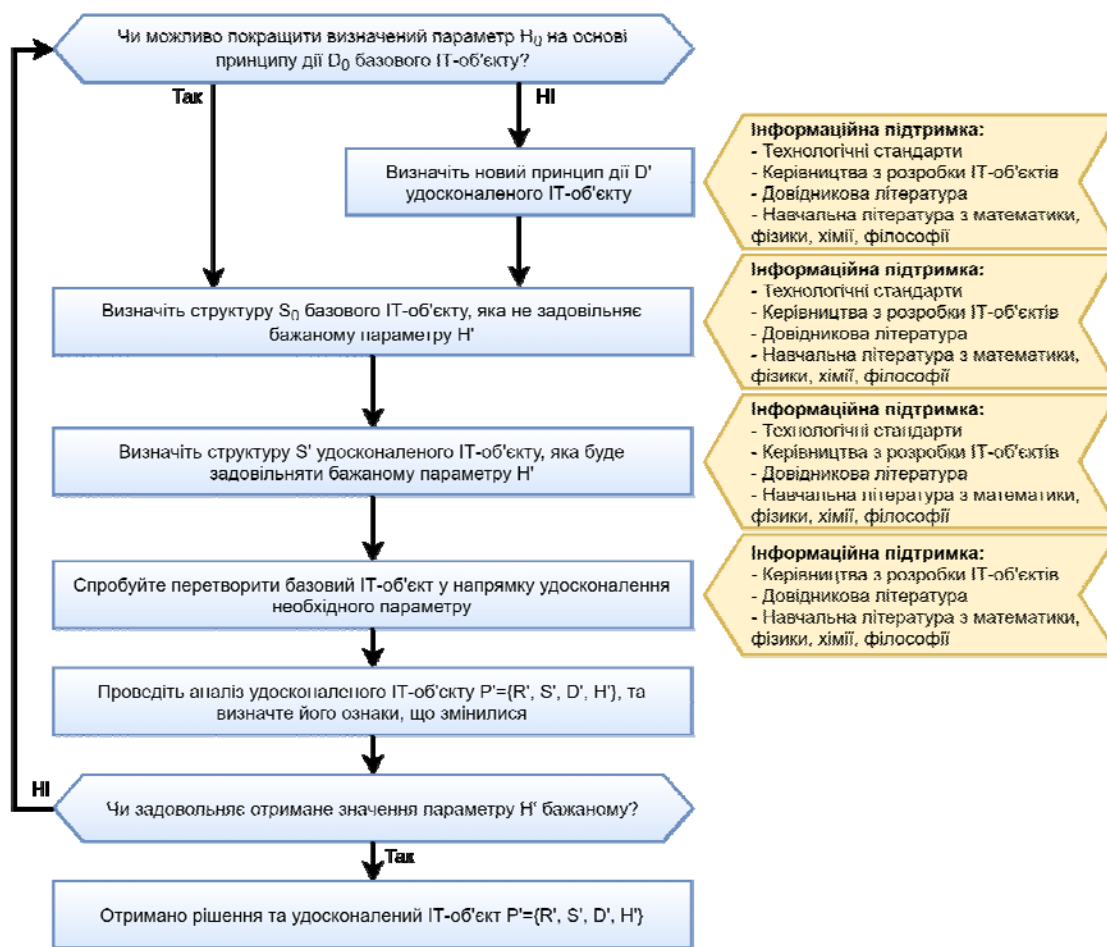 Чи можливо покращити визначений параметр H₀ на основі
принципу дії D₀ базового ІТ-об'єкту?
Так
НІ
Визначіть новий принцип дії D'
удосконаленого ІТ-об'єкту
Інформаційна підтримка:
- Технологічні стандарти
- Керівництва з розробки ІТ-об'єктів
- Довідникова література
- Навчальна література з математики,
фізики, хімії, філософії
Визначіть структуру S₀ базового ІТ-об'єкту, яка не задовільняє
бажаному параметру H'
Інформаційна підтримка:
- Технологічні стандарти
- Керівництва з розробки ІТ-об'єктів
- Довідникова література
- Навчальна література з математики,
фізики, хімії, філософії
Визначіть структуру S' удосконаленого ІТ-об'єкту, яка буде
задовільняти бажаному параметру H'
Інформаційна підтримка:
- Технологічні стандарти
- Керівництва з розробки ІТ-об'єктів
- Довідникова література
- Навчальна література з математики,
фізики, хімії, філософії
Спробуйте перетворити базовий ІТ-об'єкт у напрямку удосконалення
необхідного параметру
Інформаційна підтримка:
- Керівництва з розробки ІТ-об'єктів
- Довідникова література
- Навчальна література з математики,
фізики, хімії, філософії
Проведіть аналіз удосконаленого ІТ-об'єкту P'={R', S', D', H'}, та
визначте його ознаки, що змінилися
НІ
Чи задовольняє отримане значення параметру H' бажаному?
Так
Отримано рішення та удосконалений ІТ-об'єкт P'={R', S', D', H'}